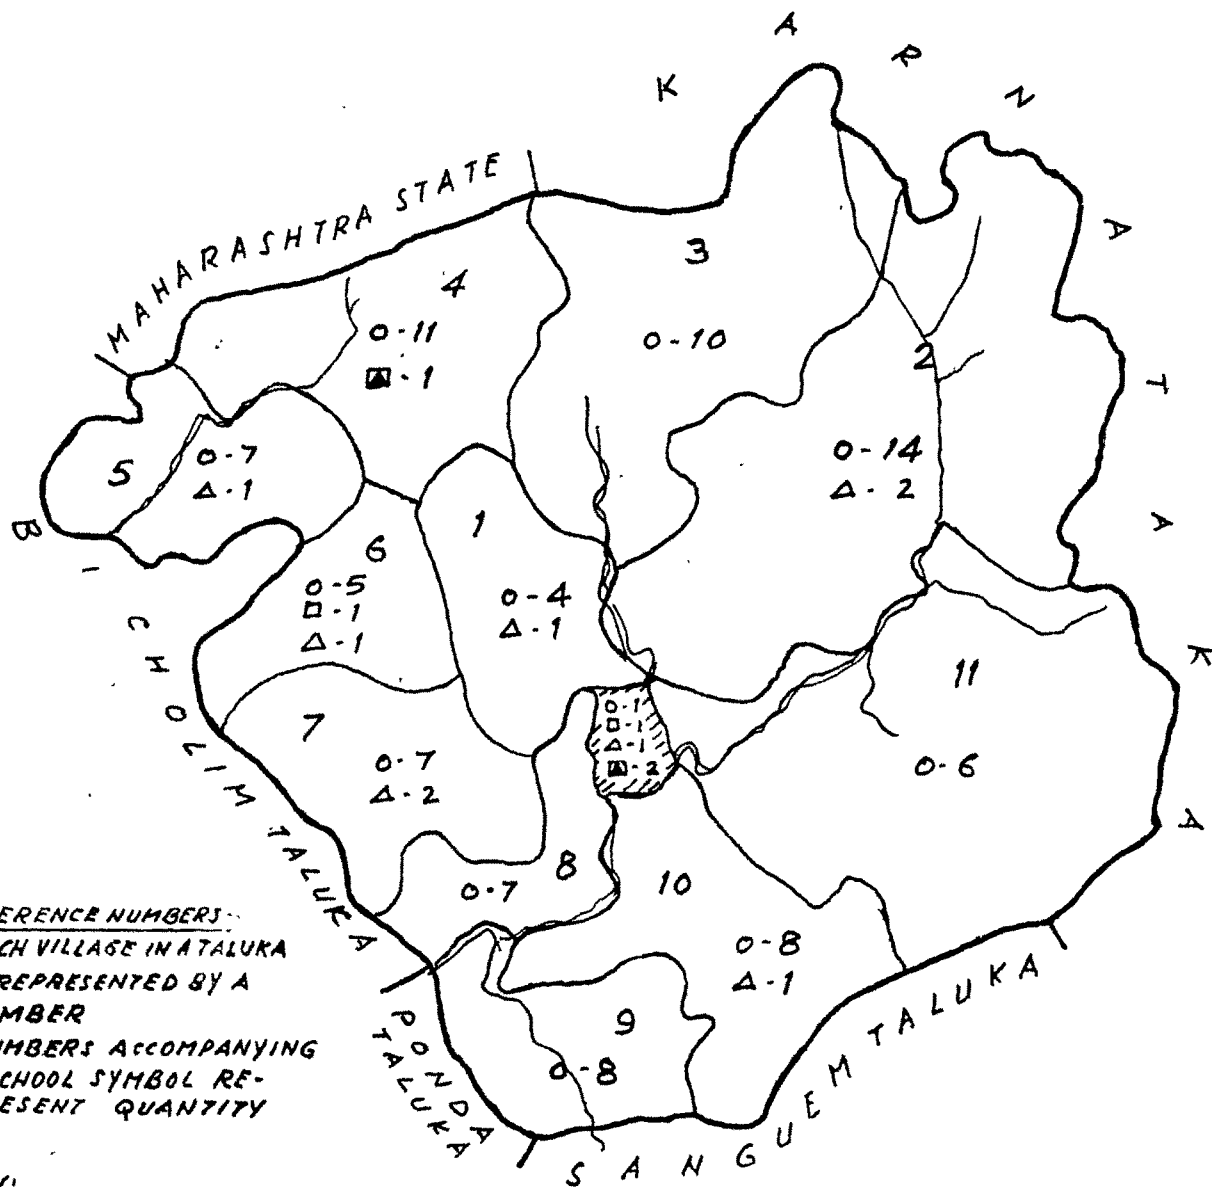 KARNATAKA
MAHARASHTRA STATE
3
4
O-11
▲-1
O-10
2
O-14
△-2
5
O-7
△-1
1
O-4
△-1
6
O-5
□-1
△-1
11
O-6
7
O-7
△-2
O-1
□-1
△-1
▲-2
8
O-7
10
O-8
△-1
9
O-8
BICHOLIM TALUKA
PONDA
TALUKA
SANGUEM TALUKA
ERENCE NUMBERS-
CH VILLAGE IN A TALUKA
REPRESENTED BY A
MBER
MBERS ACCOMPANYING
CHOOL SYMBOL RE-
ESENT QUANTITY